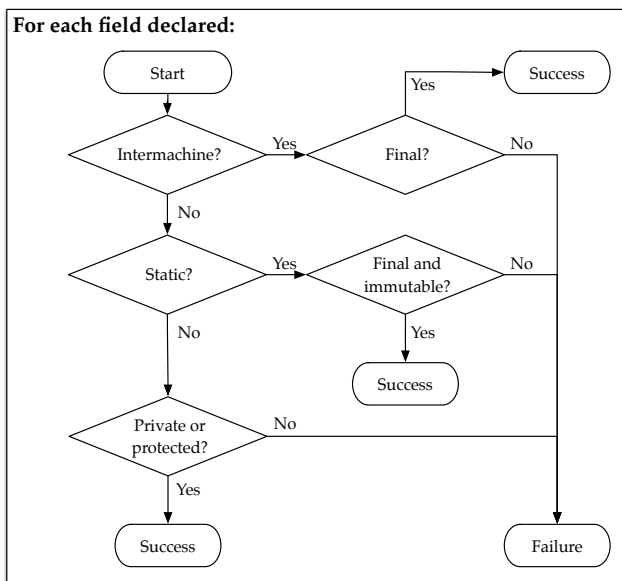 For each field declared:
Start
Success
Yes
Intermachine?
Yes
Final?
No
No
Static?
Yes
Final and
immutable?
No
No
Yes
Success
Private or
protected?
No
Yes
Success
Failure